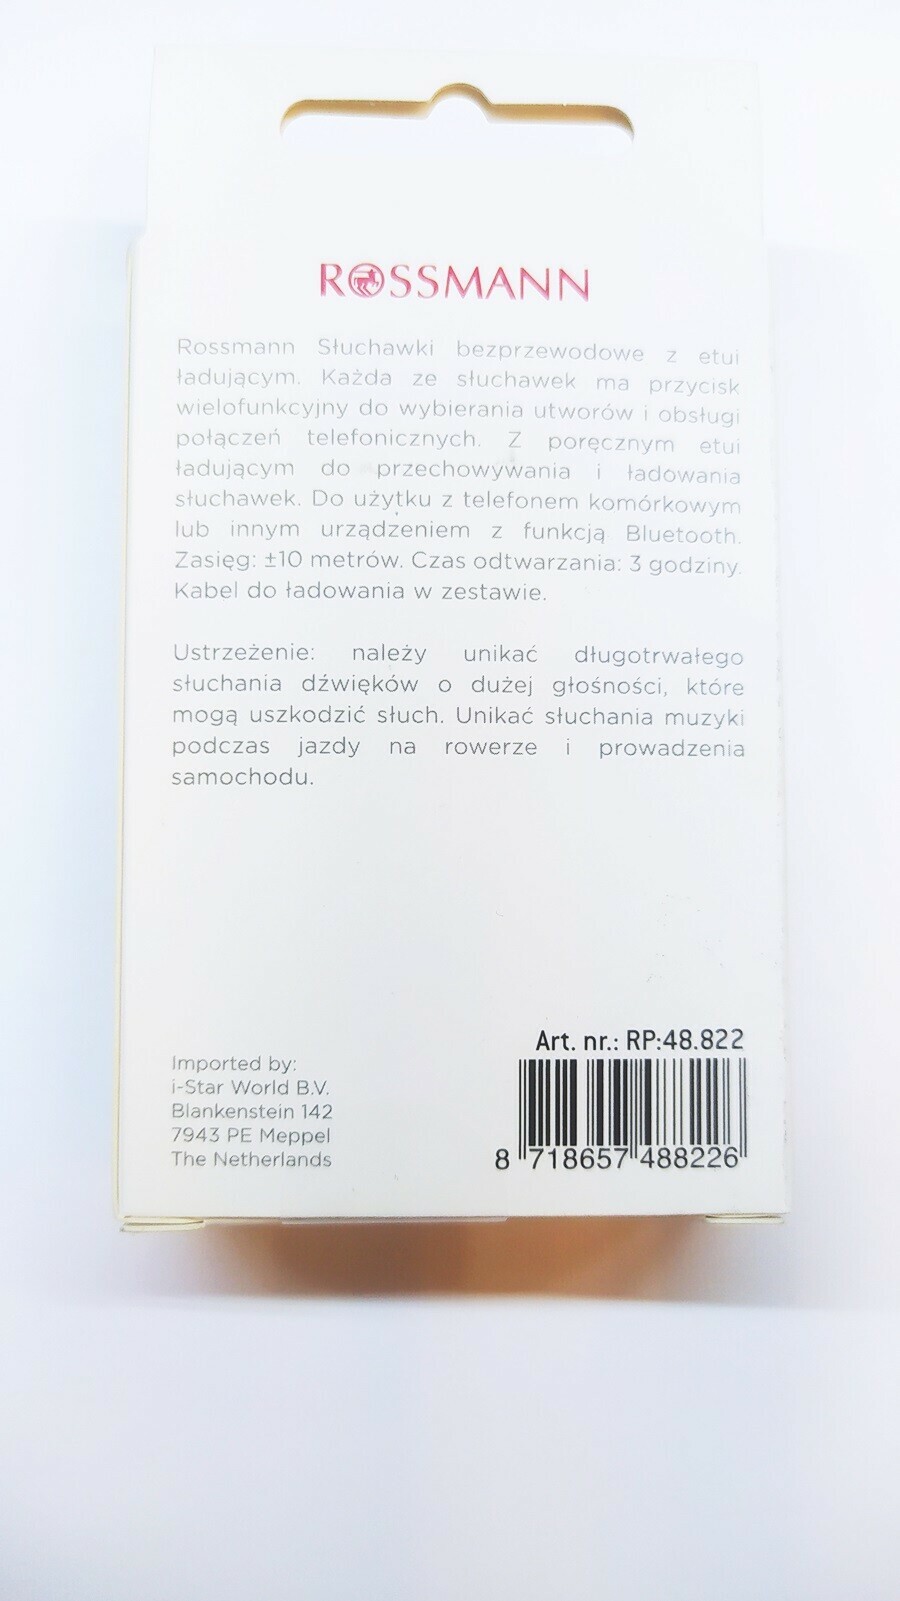 ROSSMANN
Rossmann Słuchawki bezprzewodowe z etui
ładującym. Każda ze słuchawek ma przycisk
wielofunkcyjny do wybierania utworów i obsługi
połączeń telefonicznych. Z poręcznym etui
ładującym do przechowywania i ładowania
słuchawek. Do użytku z telefonem komórkowym
lub innym urządzeniem z funkcją Bluetooth.
Zasięg: ±10 metrów. Czas odtwarzania: 3 godziny.
Kabel do ładowania w zestawie.
Ustrzeżenie: należy unikać długotrwałego
słuchania dźwięków o dużej głośności, które
mogą uszkodzić słuch. Unikać słuchania muzyki
podczas jazdy na rowerze i prowadzenia
samochodu.
Imported by:
i-Star World B.V.
Blankenstein 142
7943 PE Meppel
The Netherlands
Art. nr.: RP:48.822
8 718657 488226